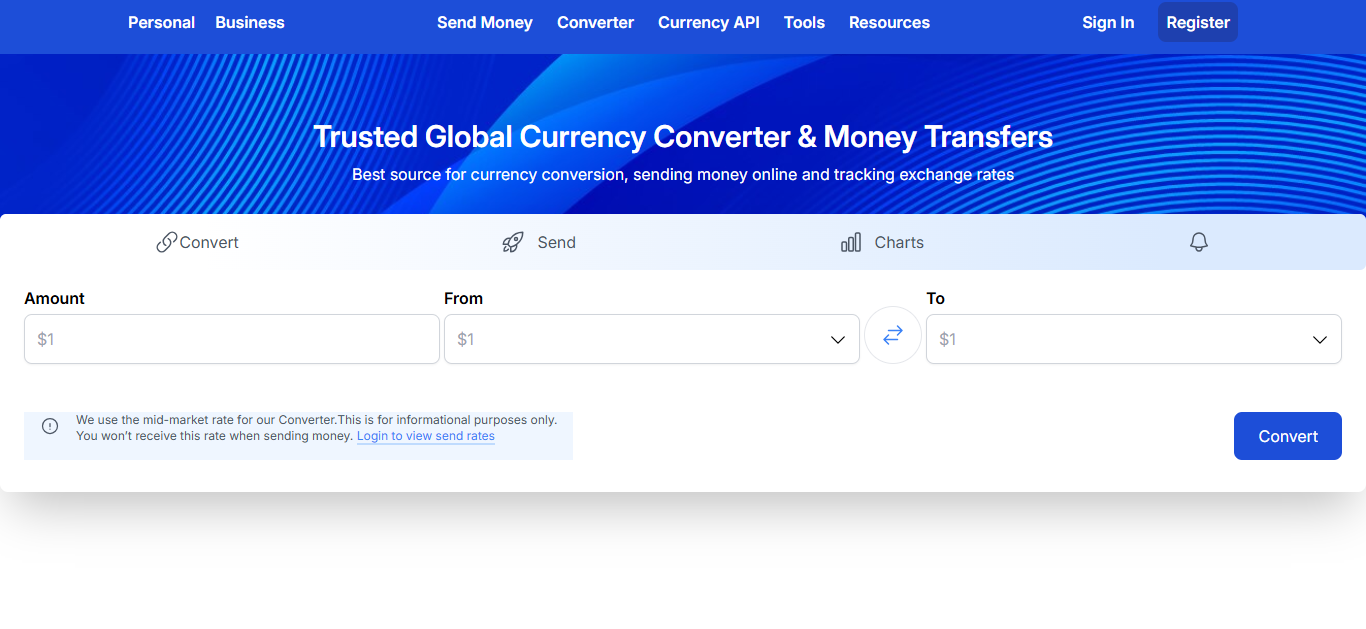 Personal Business Send Money Converter Currency API Tools Resources Sign In Register
Trusted Global Currency Converter & Money Transfers
Best source for currency conversion, sending money online and tracking exchange rates
Convert Send Charts
Amount From To
$1 $1 $1
We use the mid-market rate for our Converter.This is for informational purposes only.
You won’t receive this rate when sending money. Login to view send rates
Convert